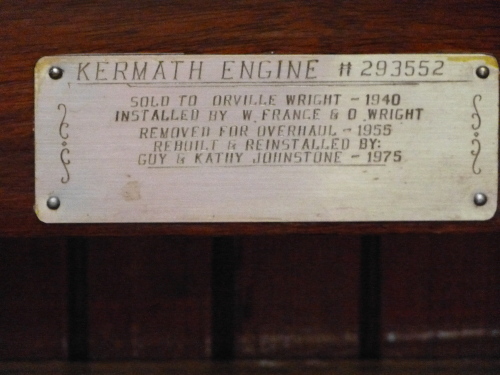 KERMATH ENGINE # 293552
SOLD TO ORVILLE WRIGHT - 1940
INSTALLED BY W. FRANCE & O. WRIGHT
REMOVED FOR OVERHAUL - 1955
REBUILT & REINSTALLED BY:
GUY & KATHY JOHNSTONE - 1975